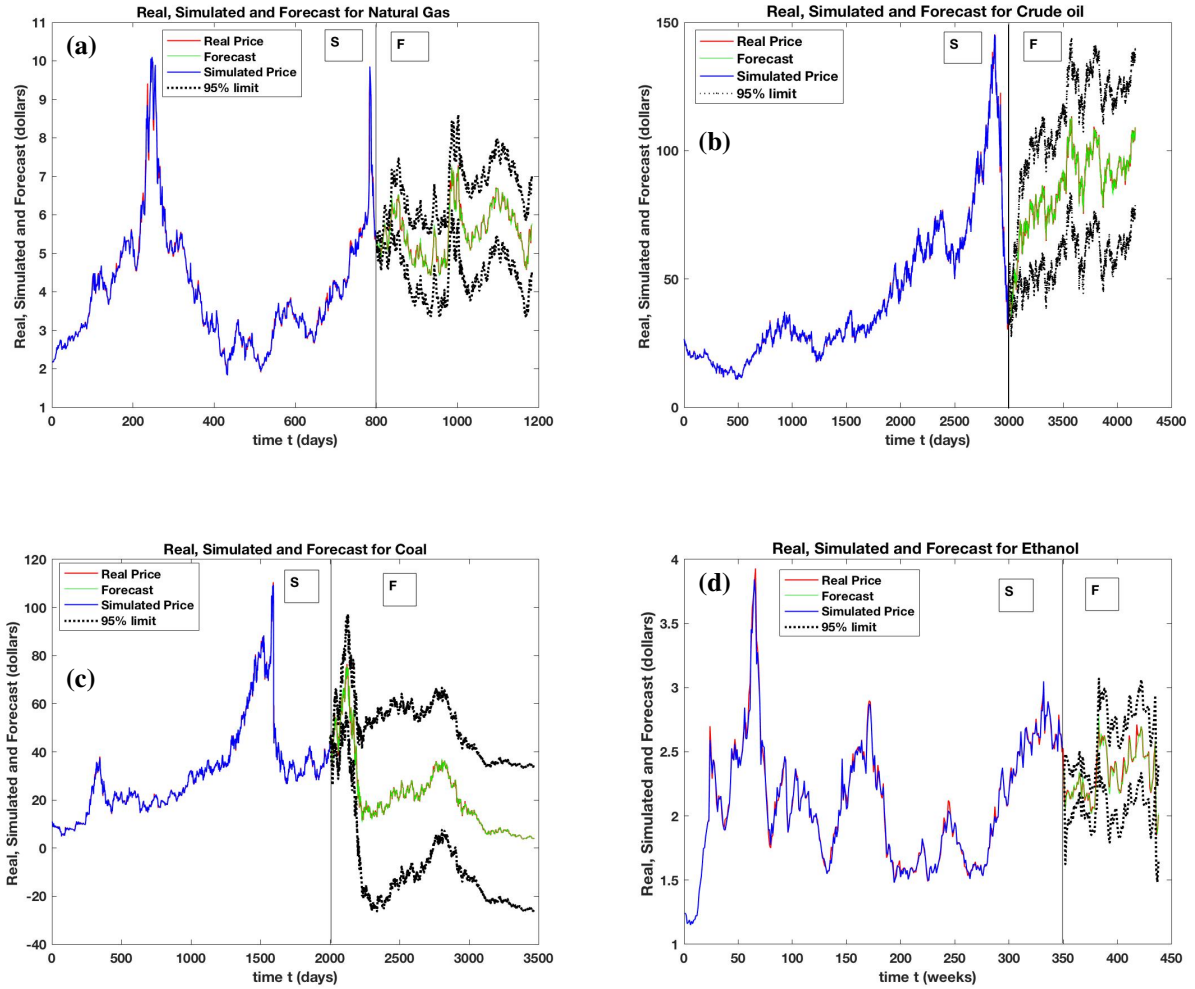 Real, Simulated and Forecast for Natural Gas
(a)
Real Price
Forecast
Simulated Price
95% limit
S
F
Real, Simulated and Forecast (dollars)
11
10
9
8
7
6
5
4
3
2
1
0 200 400 600 800 1000 1200
time t (days)
Real, Simulated and Forecast for Crude oil
(b)
Real Price
Forecast
Simulated Price
95% limit
S
F
Real, Simulated and Forecast (dollars)
150
100
50
0
0 500 1000 1500 2000 2500 3000 3500 4000 4500
time t (days)
Real, Simulated and Forecast for Coal
(c)
Real Price
Forecast
Simulated Price
95% limit
S
F
Real, Simulated and Forecast (dollars)
120
100
80
60
40
20
0
-20
-40
0 500 1000 1500 2000 2500 3000 3500
time t (days)
Real, Simulated and Forecast for Ethanol
(d)
Real Price
Forecast
Simulated Price
95% limit
S
F
Real, Simulated and Forecast (dollars)
4
3.5
3
2.5
2
1.5
1
0 50 100 150 200 250 300 350 400 450
time t (weeks)